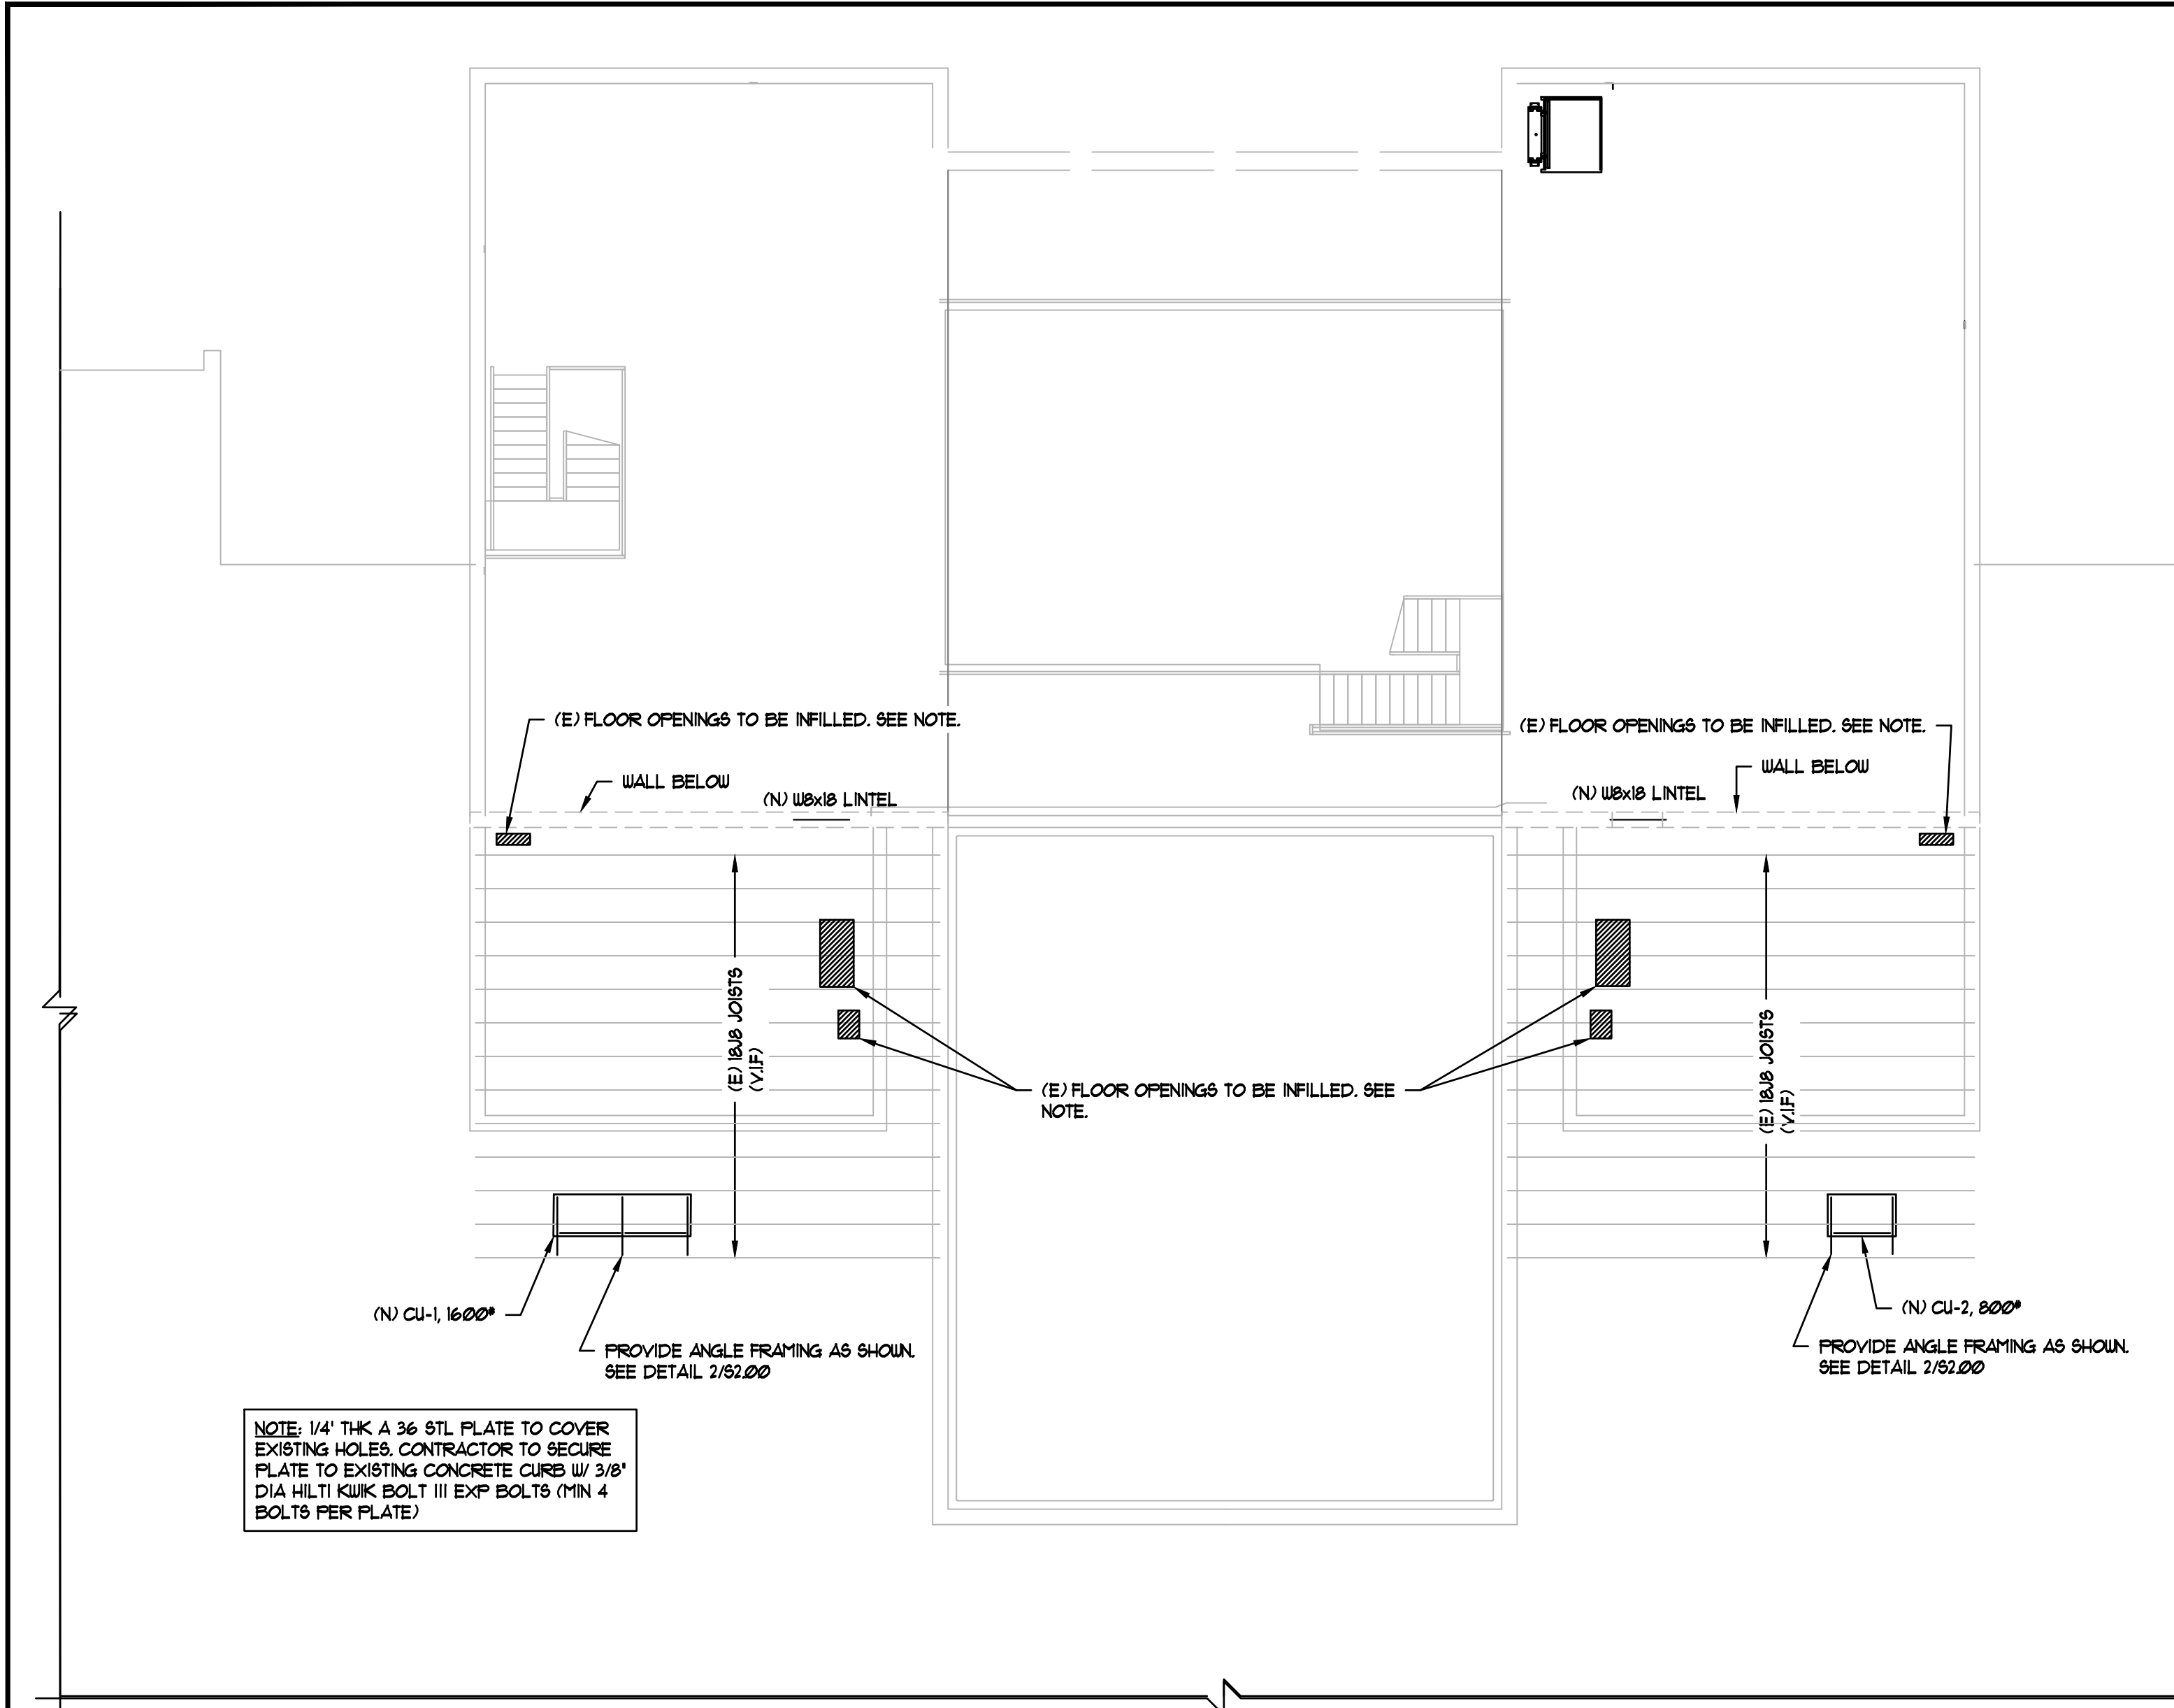 (E) FLOOR OPENINGS TO BE INFILLED. SEE NOTE.
(E) FLOOR OPENINGS TO BE INFILLED. SEE NOTE.
WALL BELOW
(N) W8x18 LINTEL
WALL BELOW
(N) W8x18 LINTEL
(E) 18J8 JOISTS
(V.I.F)
(E) 18J8 JOISTS
(V.I.F)
(E) FLOOR OPENINGS TO BE INFILLED. SEE
NOTE.
(N) CU-1, 1600#
PROVIDE ANGLE FRAMING AS SHOWN.
SEE DETAIL 2/S2.00
(N) CU-2, 800#
PROVIDE ANGLE FRAMING AS SHOWN.
SEE DETAIL 2/S2.00
NOTE: 1/4' THK A 36 STL PLATE TO COVER
EXISTING HOLES. CONTRACTOR TO SECURE
PLATE TO EXISTING CONCRETE CURB W/ 3/8"
DIA HILTI KWIK BOLT III EXP BOLTS (MIN 4
BOLTS PER PLATE)